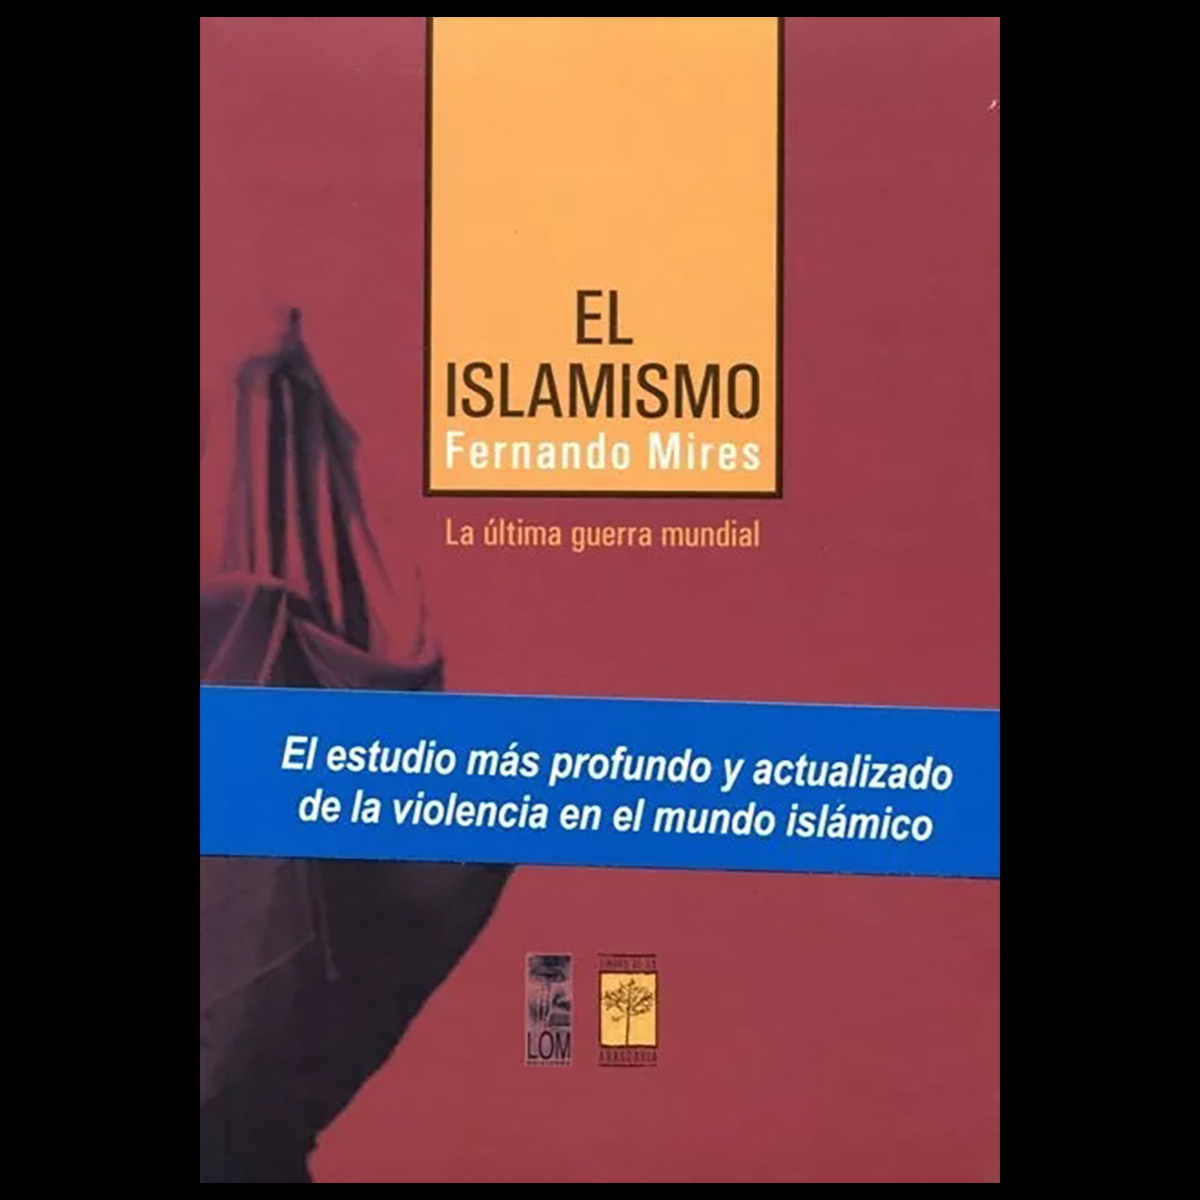 EL
ISLAMISMO
Fernando Mires
La última guerra mundial
El estudio más profundo y actualizado
de la violencia en el mundo islámico
LOM
ARAUCARIA